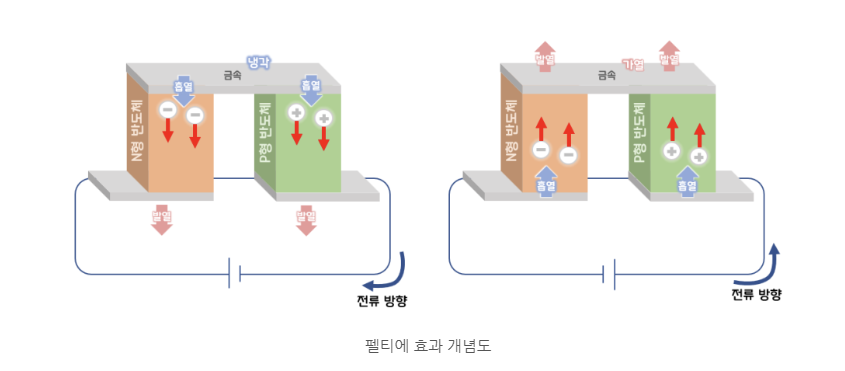 냉각
금속
흡열
흡열
N형 반도체
P형 반도체
발열
발열
전류 방향
발열
발열
가열
금속
N형 반도체
P형 반도체
흡열
흡열
전류 방향
펠티에 효과 개념도